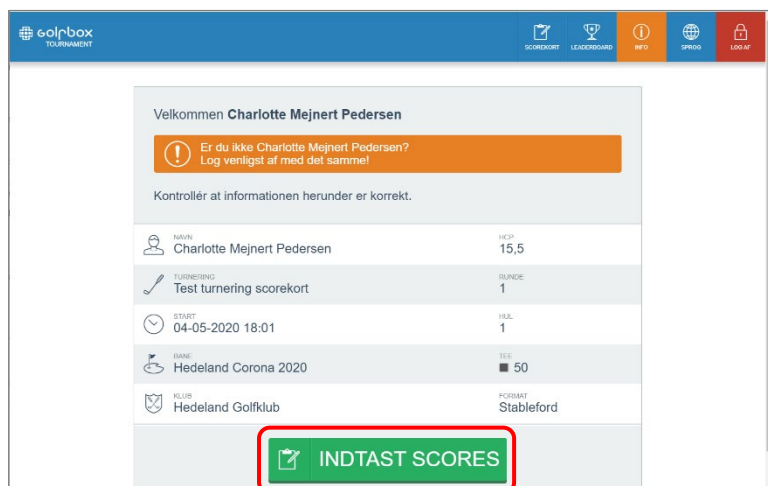 GolfBox
TOURNAMENT
SCOREKORT
LEADERBOARD
INFO
SPROG
LOG AF
Velkommen Charlotte Mejnert Pedersen
Er du ikke Charlotte Mejnert Pedersen?
Log venligst af med det samme!
Kontrollér at informationen herunder er korrekt.
NAVN
Charlotte Mejnert Pedersen
HCP
15,5
TURNERING
Test turnering scorekort
RUNDE
1
START
04-05-2020 18:01
HUL
1
BANE
Hedeland Corona 2020
TEE
50
KLUB
Hedeland Golfklub
FORMAT
Stableford
INDTAST SCORES